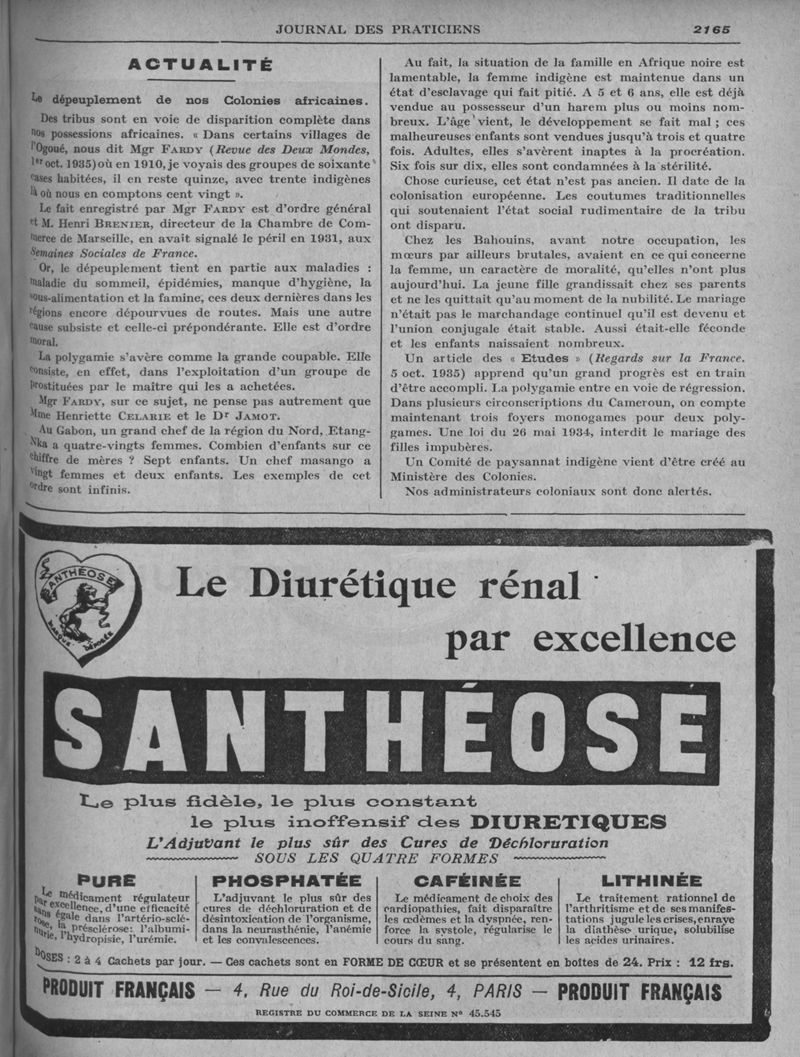 JOURNAL DES PRATICIENS 2165
ACTUALITÉ
Le dépeuplement de nos Colonies africaines.
Des tribus sont en voie de disparition complète dans
nos possessions africaines. « Dans certains villages de
l'Ogoué, nous dit Mgr FARDY (Revue des Deux Mondes,
1er oct. 1935) où en 1910, je voyais des groupes de soixante
cases habitées, il en reste quinze, avec trente indigènes
là où nous en comptons cent vingt ».
Le fait enregistré par Mgr FARDY est d'ordre général
et M. Henri BRENIER, directeur de la Chambre de Com-
merce de Marseille, en avait signalé le péril en 1931, aux
Semaines Sociales de France.
Or, le dépeuplement tient en partie aux maladies :
maladie du sommeil, épidémies, manque d'hygiène, la
sous-alimentation et la famine, ces deux dernières dans les
régions encore dépourvues de routes. Mais une autre
cause subsiste et celle-ci prépondérante. Elle est d'ordre
moral.
La polygamie s'avère comme la grande coupable. Elle
consiste, en effet, dans l'exploitation d'un groupe de
prostituées par le maître qui les a achetées.
Mgr FARDY, sur ce sujet, ne pense pas autrement que
Mme Henriette CELARIE et le Dr JAMOT.
Au Gabon, un grand chef de la région du Nord, Etang-
Nka a quatre-vingts femmes. Combien d'enfants sur ce
chiffre de mères ? Sept enfants. Un chef masango a
vingt femmes et deux enfants. Les exemples de cet
ordre sont infinis.
Au fait, la situation de la famille en Afrique noire est
lamentable, la femme indigène est maintenue dans un
état d'esclavage qui fait pitié. A 5 et 6 ans, elle est déjà
vendue au possesseur d'un harem plus ou moins nom-
breux. L'âge vient, le développement se fait mal ; ces
malheureuses enfants sont vendues jusqu'à trois et quatre
fois. Adultes, elles s'avèrent inaptes à la procréation.
Six fois sur dix, elles sont condamnées à la stérilité.
Chose curieuse, cet état n'est pas ancien. Il date de la
colonisation européenne. Les coutumes traditionnelles
qui soutenaient l'état social rudimentaire de la tribu
ont disparu.
Chez les Bahouins, avant notre occupation, les
mœurs par ailleurs brutales, avaient en ce qui concerne
la femme, un caractère de moralité, qu'elles n'ont plus
aujourd'hui. La jeune fille grandissait chez ses parents
et ne les quittait qu'au moment de la nubilité. Le mariage
n'était pas le marchandage continuel qu'il est devenu et
l'union conjugale était stable. Aussi était-elle féconde
et les enfants naissaient nombreux.
Un article des « Etudes » (Regards sur la France.
5 oct. 1935) apprend qu'un grand progrès est en train
d'être accompli. La polygamie entre en voie de régression.
Dans plusieurs circonscriptions du Cameroun, on compte
maintenant trois foyers monogames pour deux poly-
games. Une loi du 26 mai 1934, interdit le mariage des
filles impubères.
Un Comité de paysannat indigène vient d'être créé au
Ministère des Colonies.
Nos administrateurs coloniaux sont donc alertés.
SANTHÉOSE
MARQUE DÉPOSÉE
Le Diurétique rénal
par excellence
SANTHÉOSE
Le plus fidèle, le plus constant
le plus inoffensif des DIURETIQUES
L'Adjuvant le plus sûr des Cures de Déchloruration
SOUS LES QUATRE FORMES
PURE
Le médicament régulateur
par excellence, d'une efficacité
sans égale dans l'artério-sclé-
rose, la présclérose: l'albumi-
nurie, l'hydropisie, l'urémie.
PHOSPHATÉE
L'adjuvant le plus sûr des
cures de déchloruration et de
désintoxication de l'organisme,
dans la neurasthénie, l'anémie
et les convalescences.
CAFÉINÉE
Le médicament de choix des
cardiopathies, fait disparaître
les œdèmes et la dyspnée, ren-
force la systole, régularise le
cours du sang.
LITHINÉE
Le traitement rationnel de
l'arthritisme et de ses manifes-
tations jugule les crises, enraye
la diathèse urique, solubilise
les acides urinaires.
DOSES : 2 à 4 Cachets par jour. — Ces cachets sont en FORME DE CŒUR et se présentent en boîtes de 24. Prix : 12 frs.
PRODUIT FRANÇAIS — 4, Rue du Roi-de-Sicile, 4, PARIS — PRODUIT FRANÇAIS
REGISTRE DU COMMERCE DE LA SEINE No 45.545